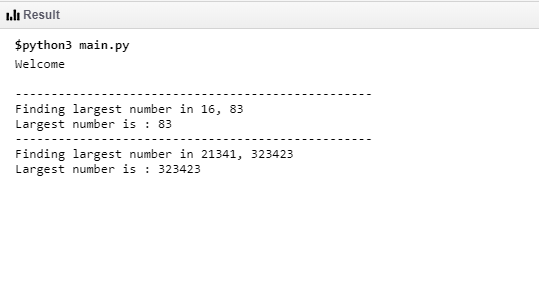 Result
$python3 main.py
Welcome
--------------------------------------------------
Finding largest number in 16, 83
Largest number is : 83
--------------------------------------------------
Finding largest number in 21341, 323423
Largest number is : 323423